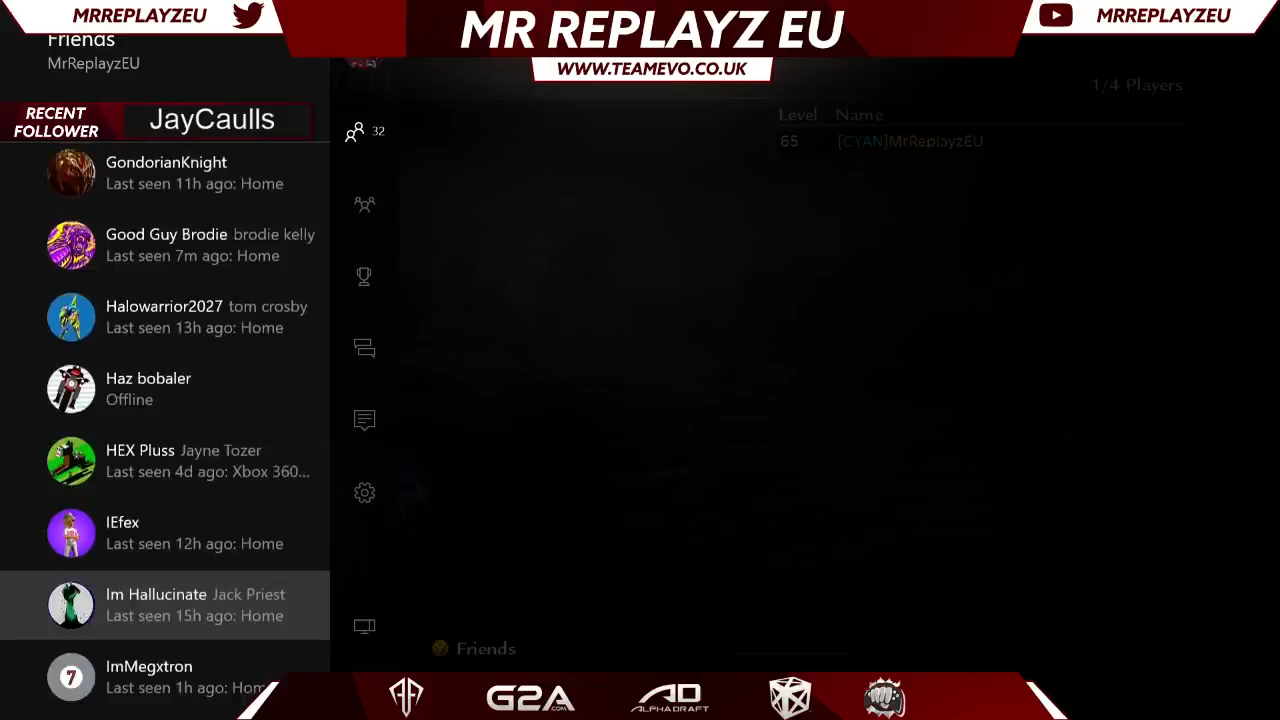 MRREPLAYZEU
MR REPLAYZ EU
MRREPLAYZEU
WWW.TEAMEVO.CO.UK
Friends
MrReplayzEU
RECENT
FOLLOWER
JayCaulls
32
1/4 Players
Level Name
65 [CYAN]MrReplayzEU
GondorianKnight
Last seen 11h ago: Home
Good Guy Brodie brodie kelly
Last seen 7m ago: Home
Halowarrior2027 tom crosby
Last seen 13h ago: Home
Haz bobaler
Offline
HEX Pluss Jayne Tozer
Last seen 4d ago: Xbox 360...
IEfex
Last seen 12h ago: Home
Im Hallucinate Jack Priest
Last seen 15h ago: Home
ImMegxtron
Last seen 1h ago: Hom
7
Y Friends
G2A.COM
AD
ALPHADRAFT